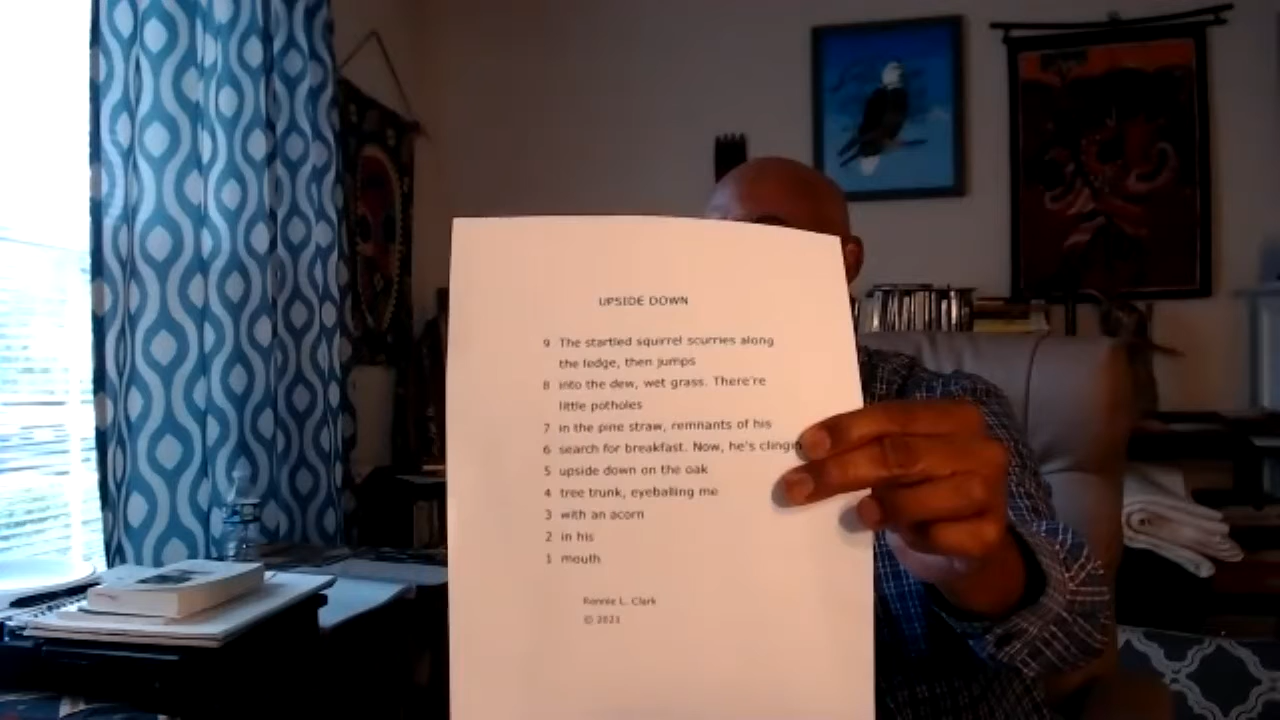 UPSIDE DOWN
9 The startled squirrel scurries along
the ledge, then jumps
8 into the dew, wet grass. There're
little potholes
7 in the pine straw, remnants of his
6 search for breakfast. Now, he's clingin
5 upside down on the oak
4 tree trunk, eyeballing me
3 with an acorn
2 in his
1 mouth
Ronnie L. Clark
© 2021